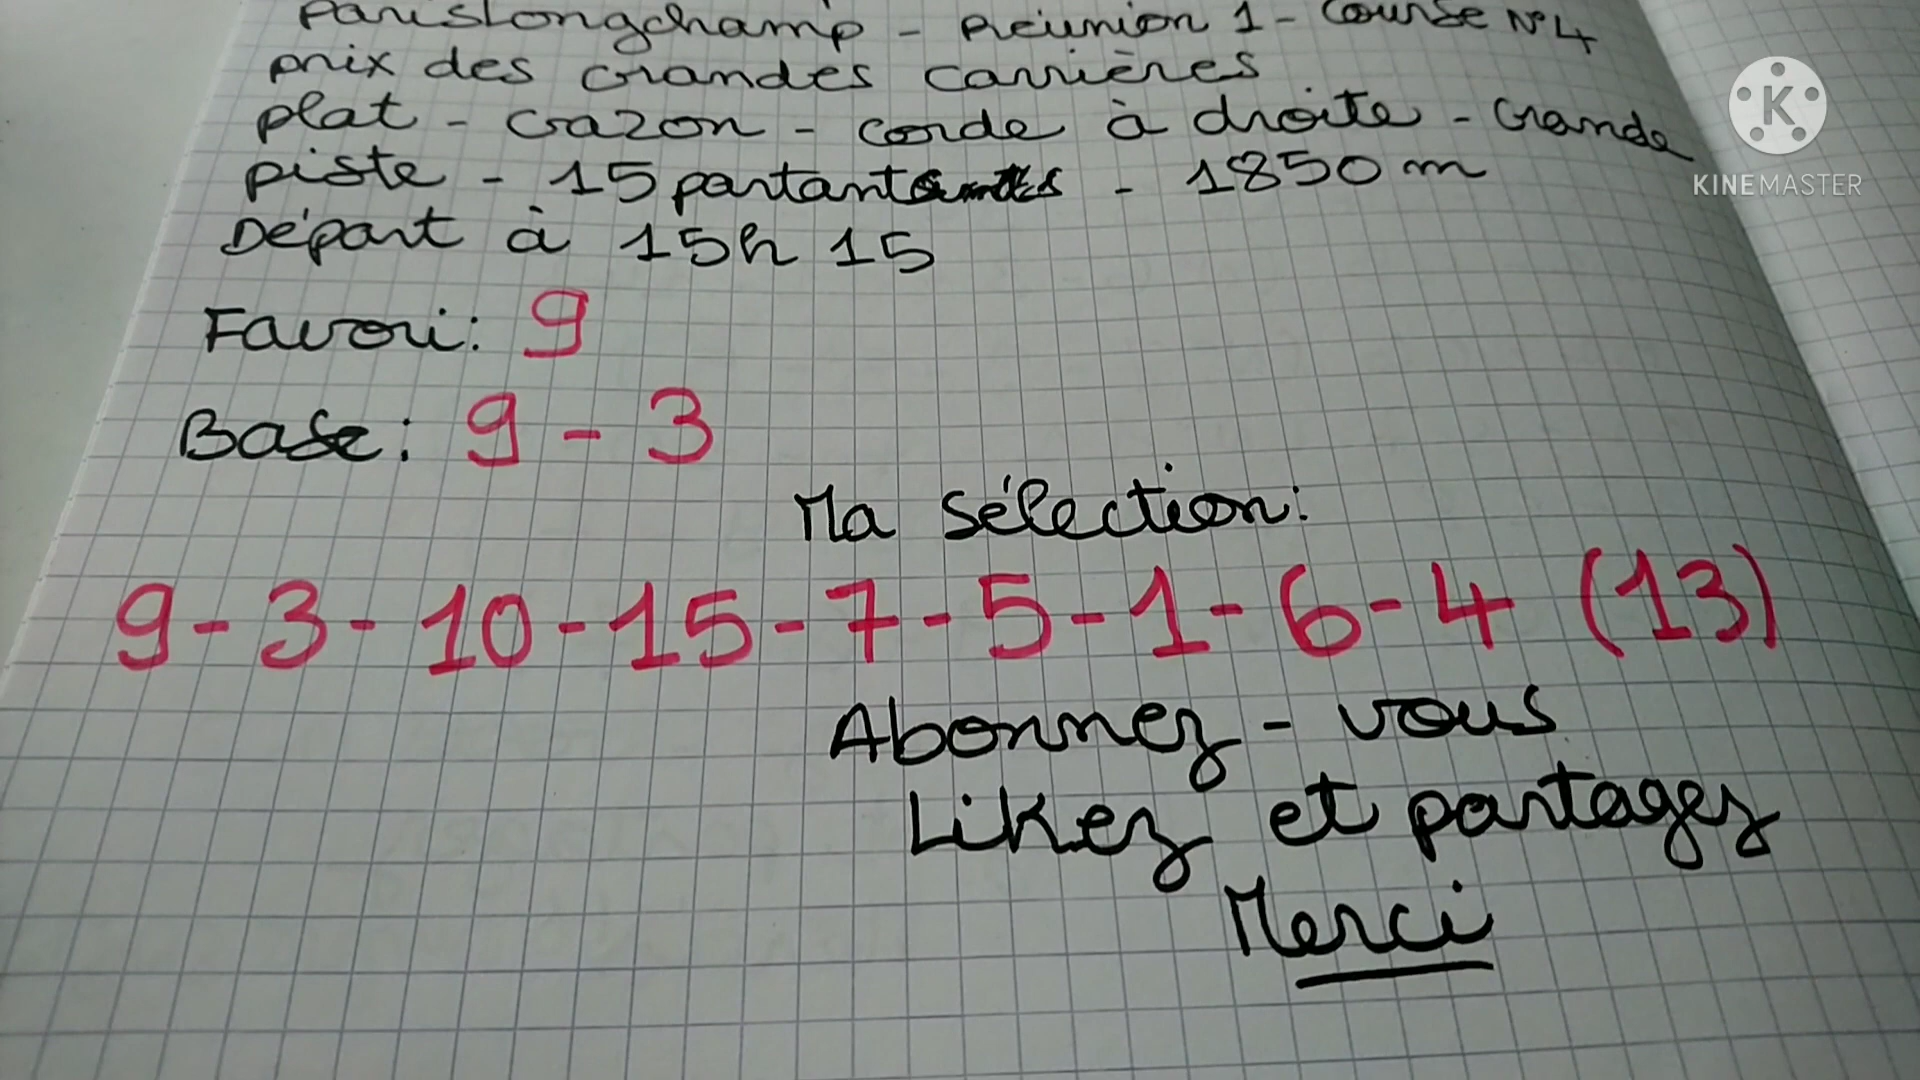 ParisLongchamp - Réunion 1 - Course N°4
prix des Grandes Carrières
plat - Gazon - corde à droite - Grande
piste - 15 partants - 1850 m
Départ à 15h15
Favori: 9
Base: 9 - 3
Ma sélection:
9 - 3 - 10 - 15 - 7 - 5 - 1 - 6 - 4 (13)
Abonnez-vous
Likez et partagez
Merci
K
KINEMASTER